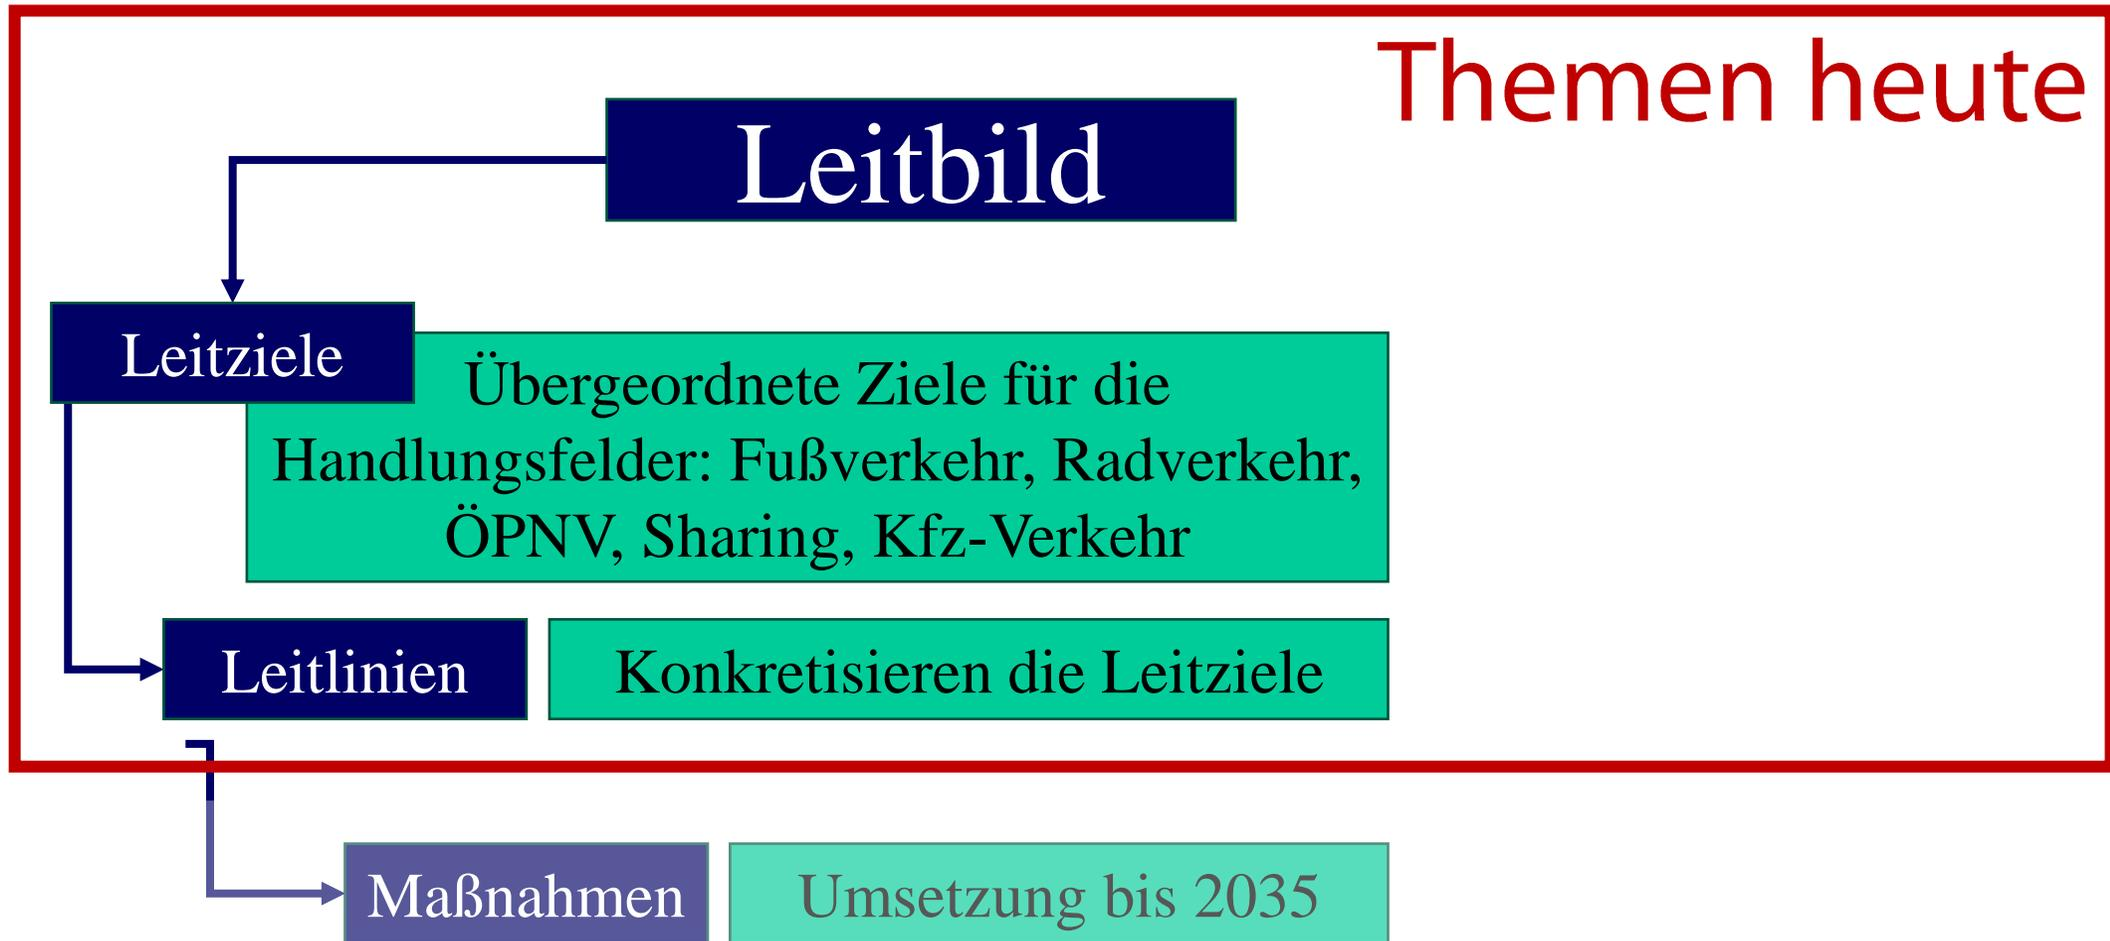 Themen heute
Leitbild
Leitziele
Übergeordnete Ziele für die
Handlungsfelder: Fußverkehr, Radverkehr,
ÖPNV, Sharing, Kfz-Verkehr
Leitlinien
Konkretisieren die Leitziele
Maßnahmen
Umsetzung bis 2035